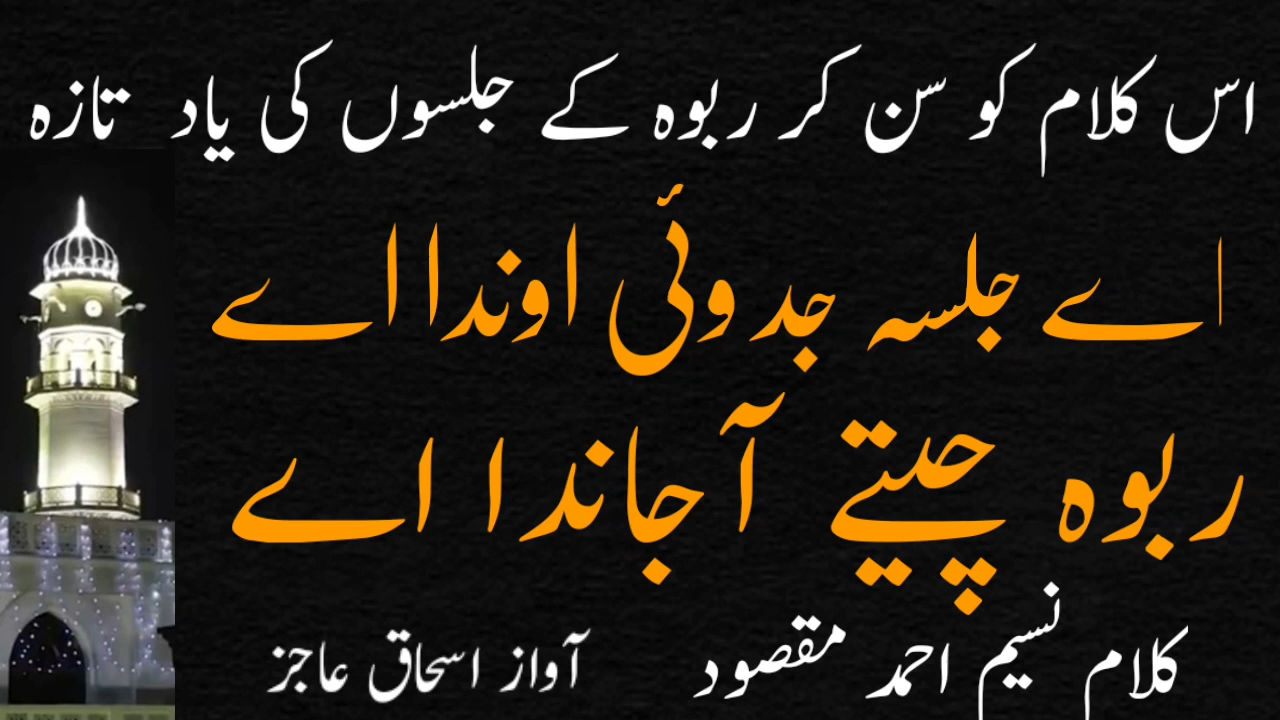 اس کلام کو سن کر ربوہ کے جلسوں کی یاد تازہ
اے جلسہ جدوئی اوندا اے
ربوہ چیتے آ جاندا اے
کلام نسیم احمد مقصود آواز اسحاق عاجز